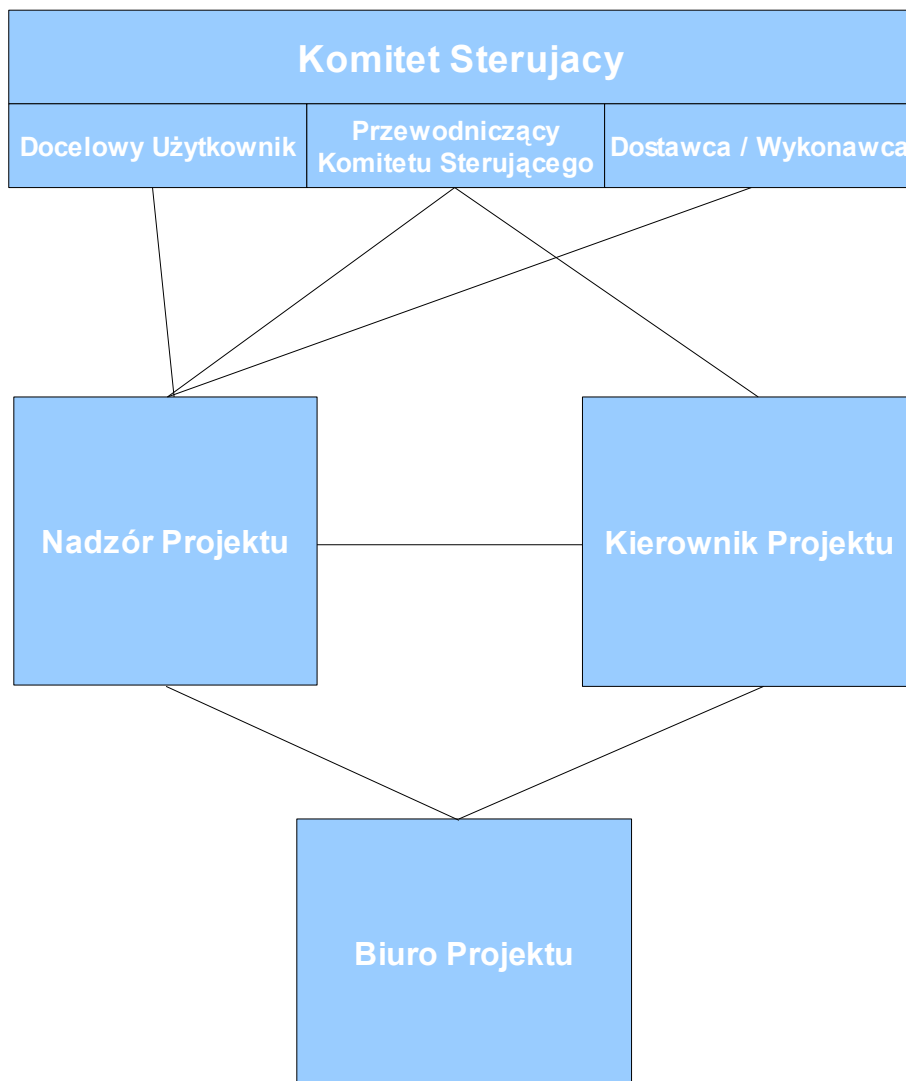 Komitet Sterujacy
Docelowy Użytkownik
Przewodniczący
Komitetu Sterującego
Dostawca / Wykonawca
Nadzór Projektu
Kierownik Projektu
Biuro Projektu